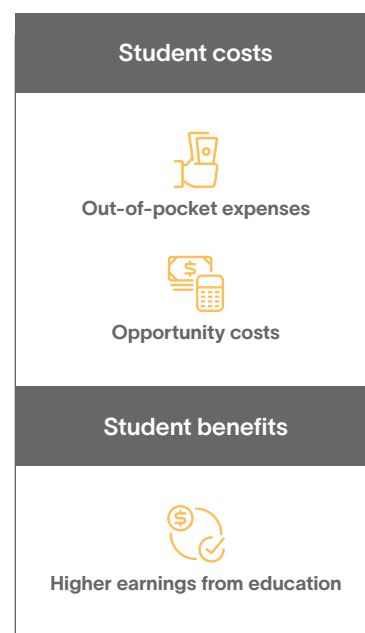 Student costs
Out-of-pocket expenses
Opportunity costs
Student benefits
Higher earnings from education